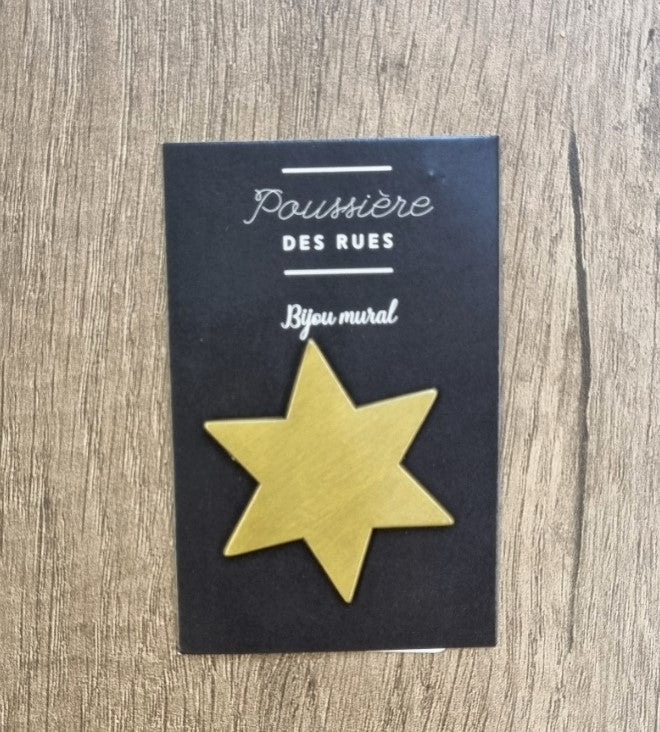 Poussière
DES RUES
Bijou mural